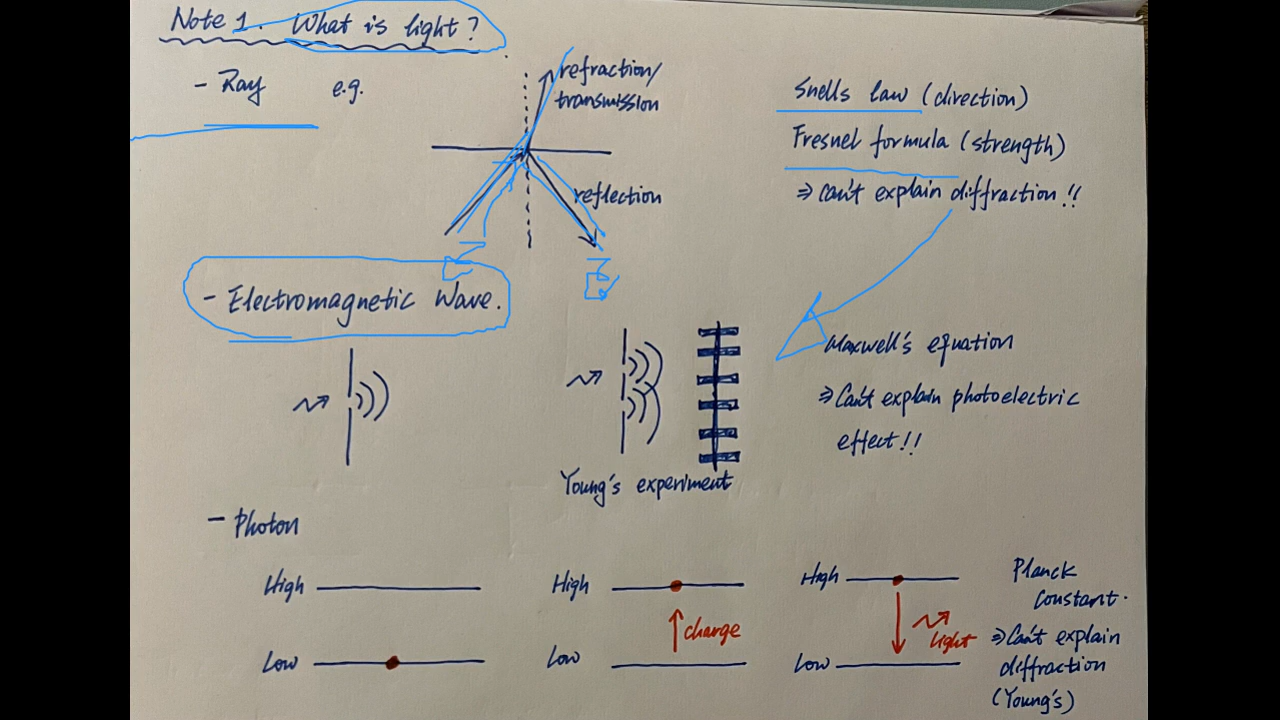 Note 1. What is light?
- Ray e.g.
refraction/
transmission
reflection
Snells law (direction)
Fresnel formula (strength)
⇒ Can't explain diffraction!!
- Electromagnetic Wave.
Young's experiment
Maxwell's equation
⇒ Can't explain photoelectric
effect!!
- Photon
High
Low
High
change
Low
High
light
Low
Planck
Constant.
⇒ Can't explain
diffraction
(Young's)